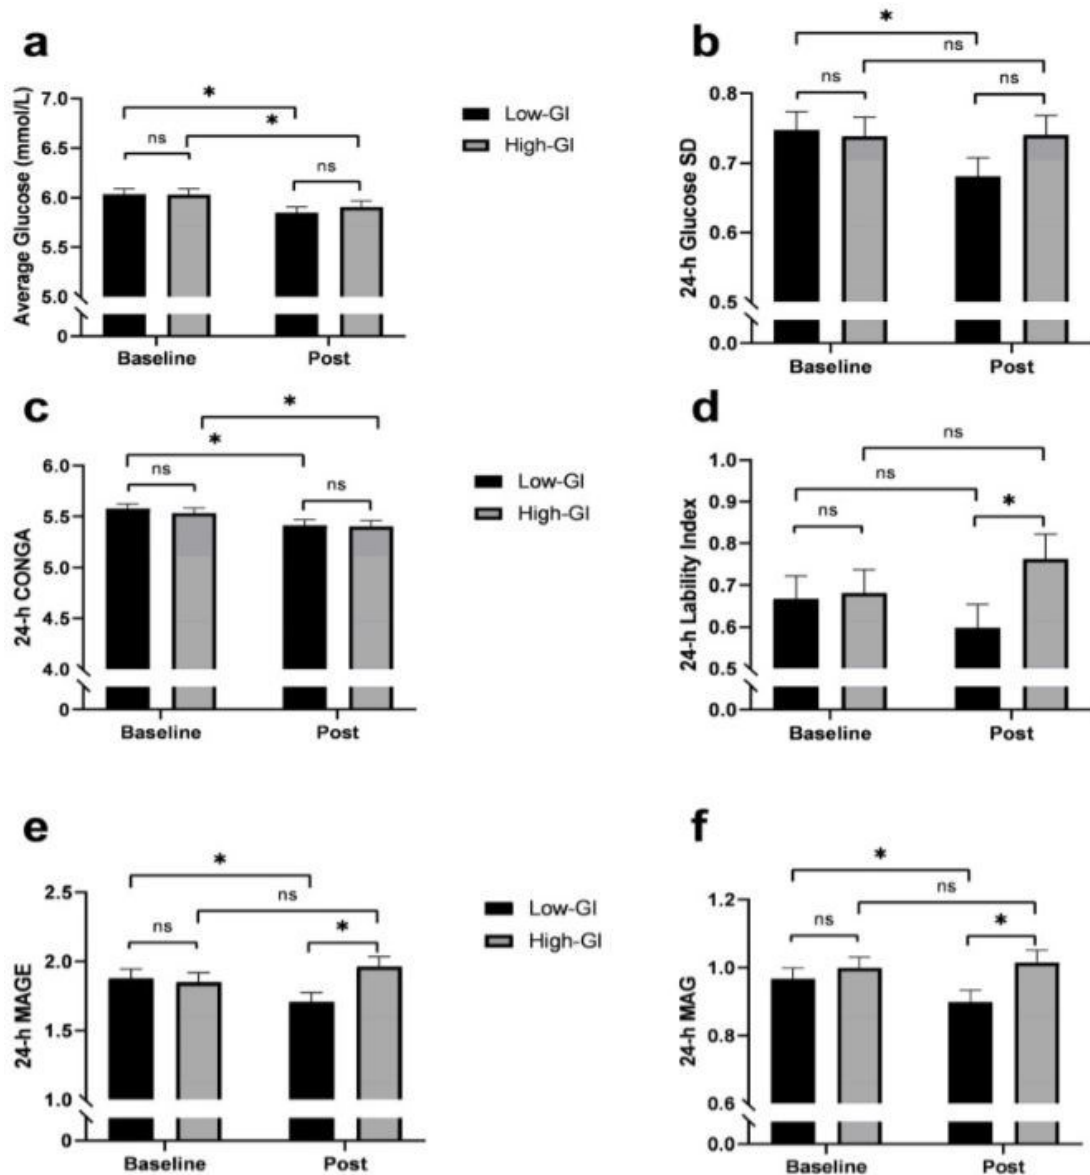 a
Average Glucose (mmol/L)
7.0
6.5
6.0
5.5
5.0
0
*
*
ns
ns
Baseline Post
Low-GI
High-GI
b
24-h Glucose SD
0.8
0.7
0.6
0.5
0.0
*
ns
ns
ns
Baseline Post
c
24-h CONGA
6.0
5.5
5.0
4.5
4.0
0
*
*
ns
ns
Baseline Post
Low-GI
High-GI
d
24-h Lability Index
1.0
0.9
0.8
0.7
0.6
0.5
0.0
ns
ns
ns
*
Baseline Post
e
24-h MAGE
2.5
2.0
1.5
1.0
0
*
ns
ns
*
Baseline Post
Low-GI
High-GI
f
24-h MAG
1.2
1.0
0.8
0.6
0.0
*
ns
ns
*
Baseline Post